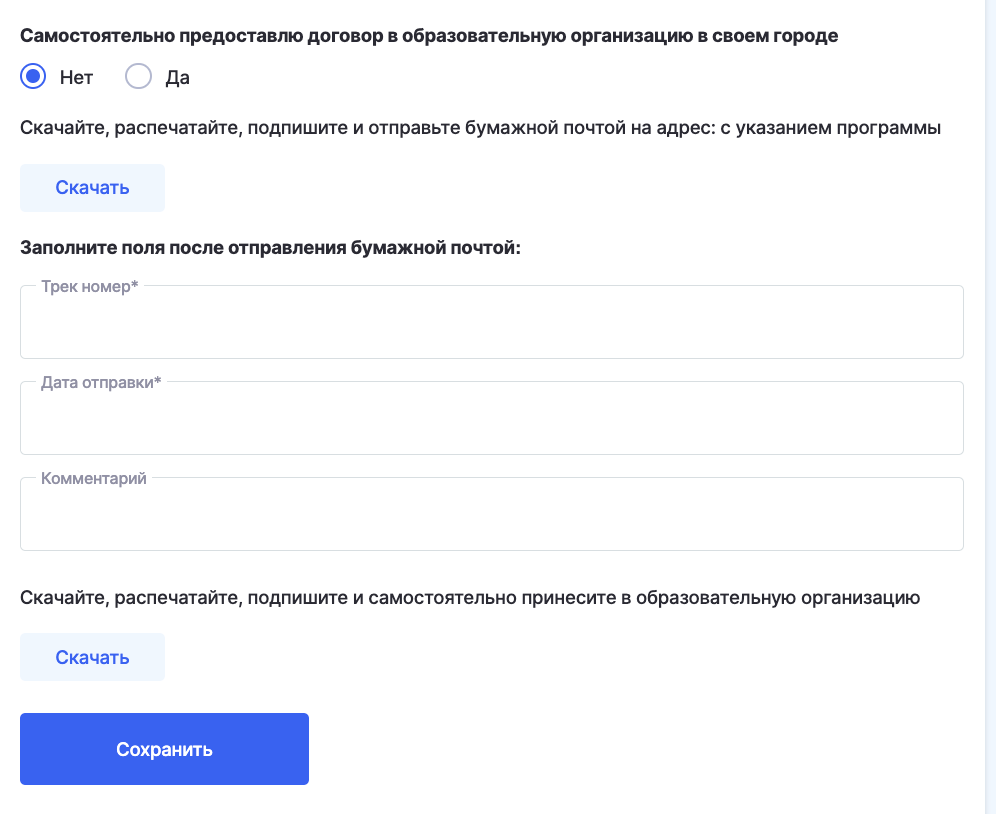 Самостоятельно предоставлю договор в образовательную организацию в своем городе
Нет Да
Скачайте, распечатайте, подпишите и отправьте бумажной почтой на адрес: с указанием программы
Скачать
Заполните поля после отправления бумажной почтой:
Трек номер*
Дата отправки*
Комментарий
Скачайте, распечатайте, подпишите и самостоятельно принесите в образовательную организацию
Скачать
Сохранить